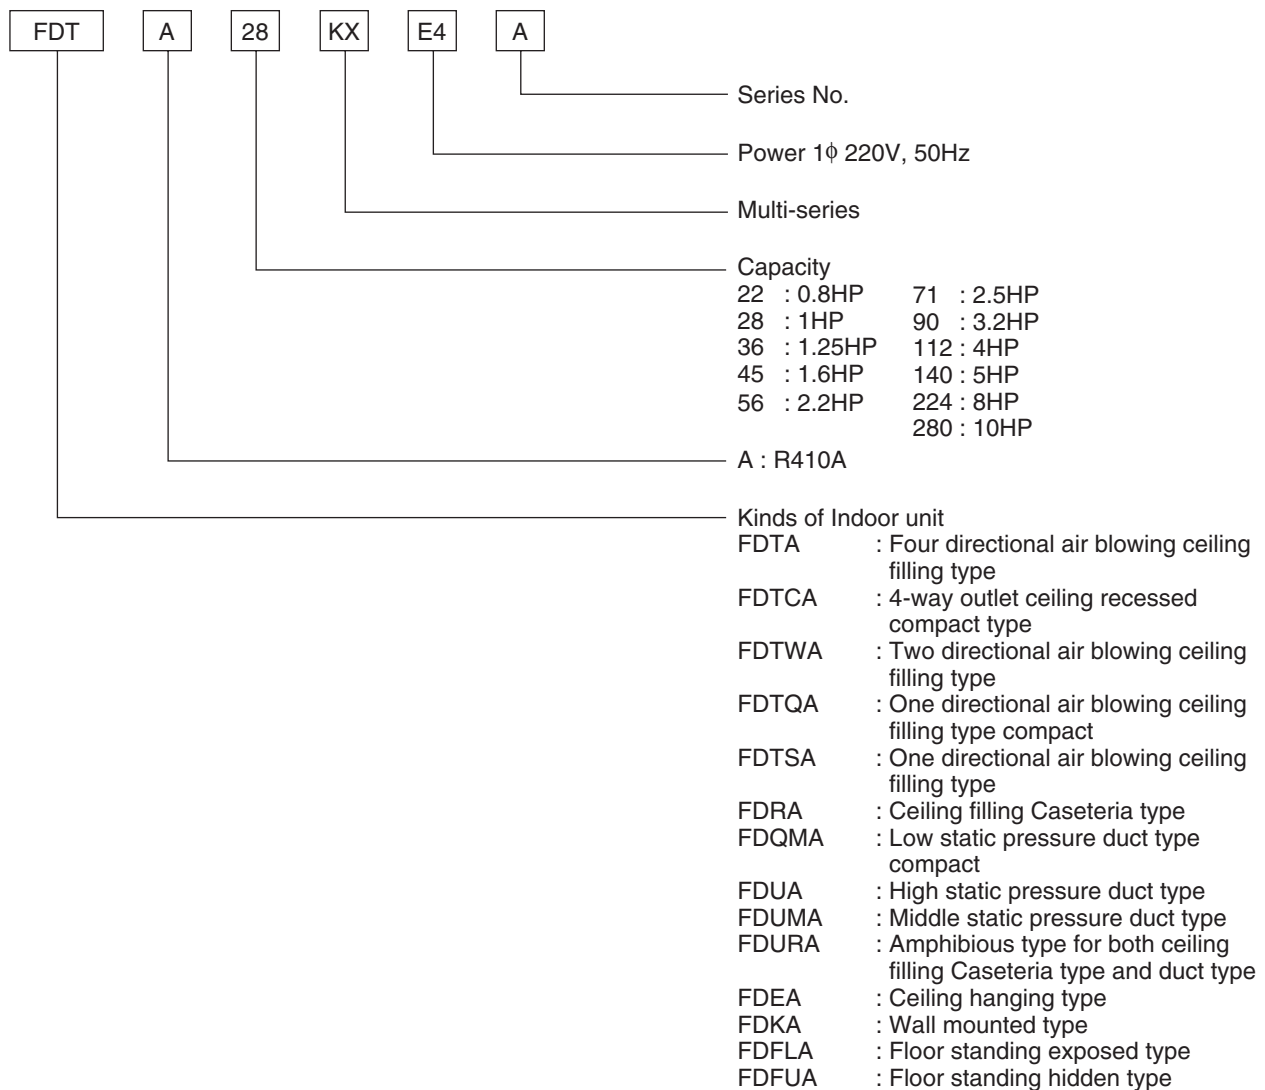 FDT A 28 KX E4 A
Series No.
Power 1ϕ 220V, 50Hz
Multi-series
Capacity
22 : 0.8HP 71 : 2.5HP
28 : 1HP 90 : 3.2HP
36 : 1.25HP 112 : 4HP
45 : 1.6HP 140 : 5HP
56 : 2.2HP 224 : 8HP
280 : 10HP
A : R410A
Kinds of Indoor unit
FDTA : Four directional air blowing ceiling
filling type
FDTCA : 4-way outlet ceiling recessed
compact type
FDTWA : Two directional air blowing ceiling
filling type
FDTQA : One directional air blowing ceiling
filling type compact
FDTSA : One directional air blowing ceiling
filling type
FDRA : Ceiling filling Caseteria type
FDQMA : Low static pressure duct type
compact
FDUA : High static pressure duct type
FDUMA : Middle static pressure duct type
FDURA : Amphibious type for both ceiling
filling Caseteria type and duct type
FDEA : Ceiling hanging type
FDKA : Wall mounted type
FDFLA : Floor standing exposed type
FDFUA : Floor standing hidden type